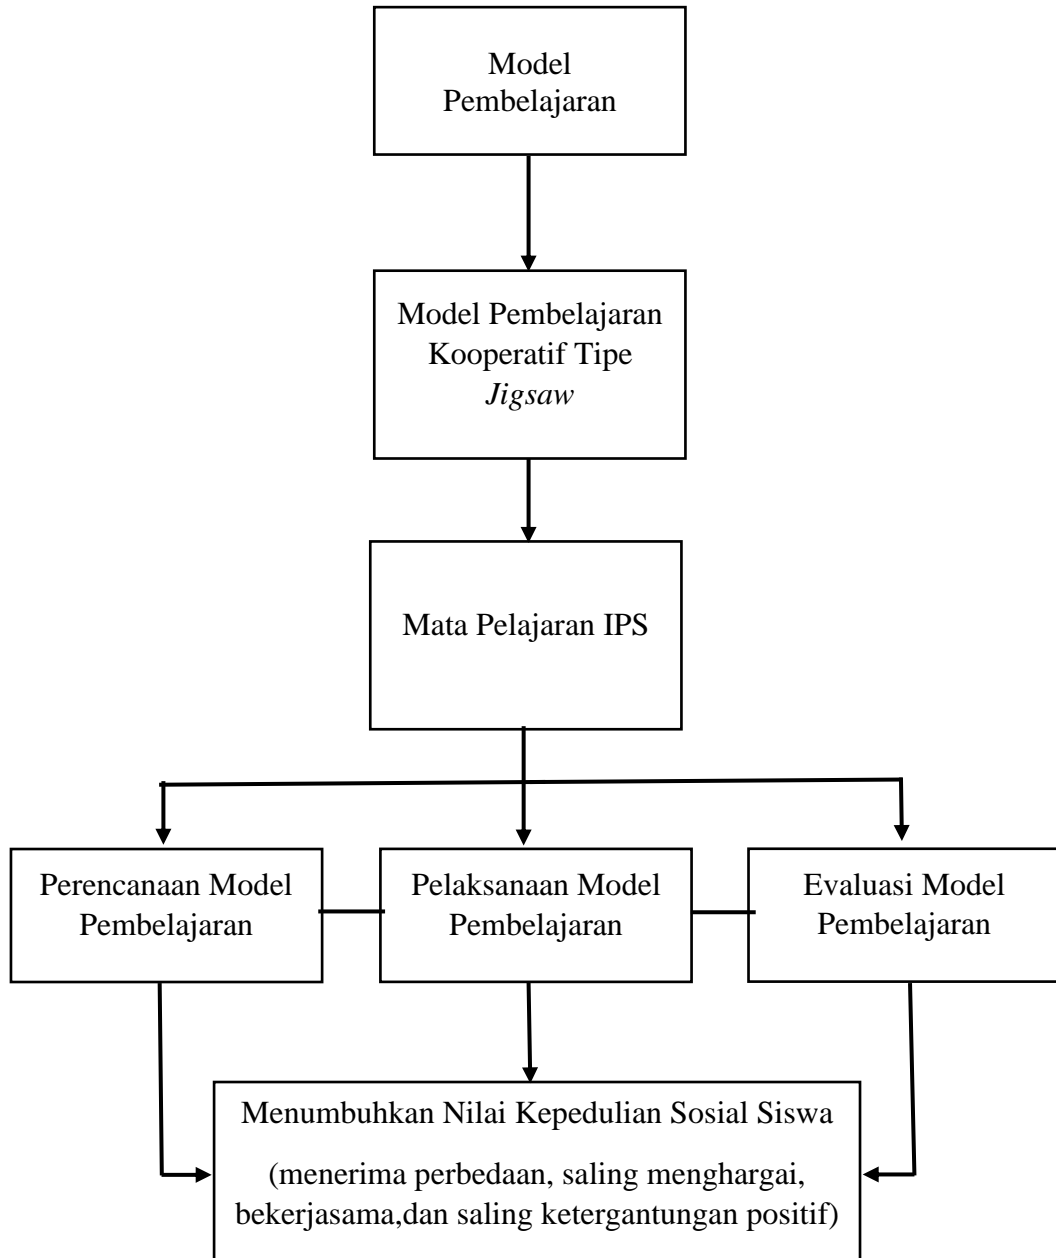 Model
Pembelajaran
Model Pembelajaran
Kooperatif Tipe
Jigsaw
Mata Pelajaran IPS
Perencanaan Model
Pembelajaran
Pelaksanaan Model
Pembelajaran
Evaluasi Model
Pembelajaran
Menumbuhkan Nilai Kepedulian Sosial Siswa
(menerima perbedaan, saling menghargai,
bekerjasama,dan saling ketergantungan positif)